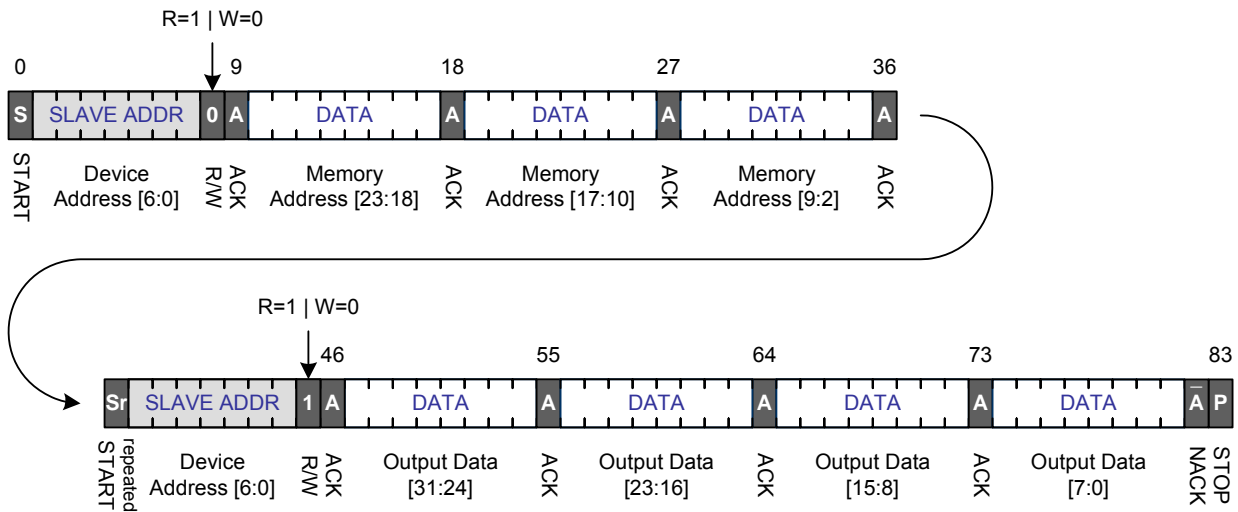 R=1 | W=0
0 9 18 27 36
S SLAVE ADDR 0 A DATA A DATA A DATA A
START Device R/W ACK Memory ACK Memory ACK Memory ACK
Address [6:0] Address [23:18] Address [17:10] Address [9:2]
R=1 | W=0
46 55 64 73 83
Sr SLAVE ADDR 1 A DATA A DATA A DATA A DATA A̅ P
repeated START Device R/W ACK Output Data ACK Output Data ACK Output Data ACK Output Data NACK STOP
Address [6:0] [31:24] [23:16] [15:8] [7:0]